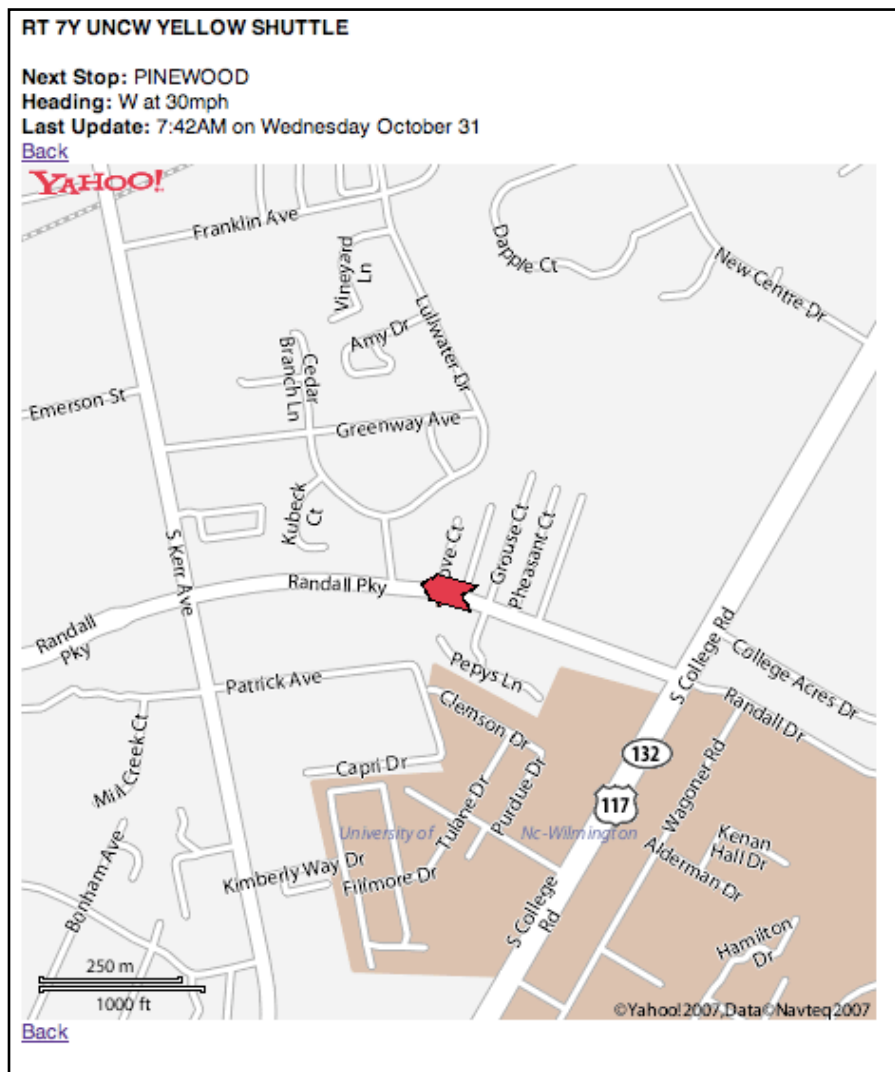 RT 7Y UNCW YELLOW SHUTTLE
Next Stop: PINEWOOD
Heading: W at 30mph
Last Update: 7:42AM on Wednesday October 31
Back
YAHOO!
Franklin Ave
Vineyard
Ln
Dapple Ct
New Centre Dr
Lullwater Dr
Amy Dr
Cedar
Branch Ln
Emerson St
Greenway Ave
Kubeck
Ct
S Kerr Ave
Grouse Ct
Pheasant Ct
Randall Pky
Randall
Pky
Pepys Ln
S College Rd
College Acres Dr
Randall Dr
Patrick Ave
Clemson Dr
Mill Creek Ct
Capri Dr
132
Wagoner Rd
117
Tulane Dr
Purdue Dr
University of Nc-Wilmington
Kenan
Hall Dr
Alderman Dr
Bonham Ave
Kimberly Way Dr
Fillmore Dr
S College
Rd
Hamilton
Dr
250 m
1000 ft
©Yahoo!2007,Data©Navteq2007
Back